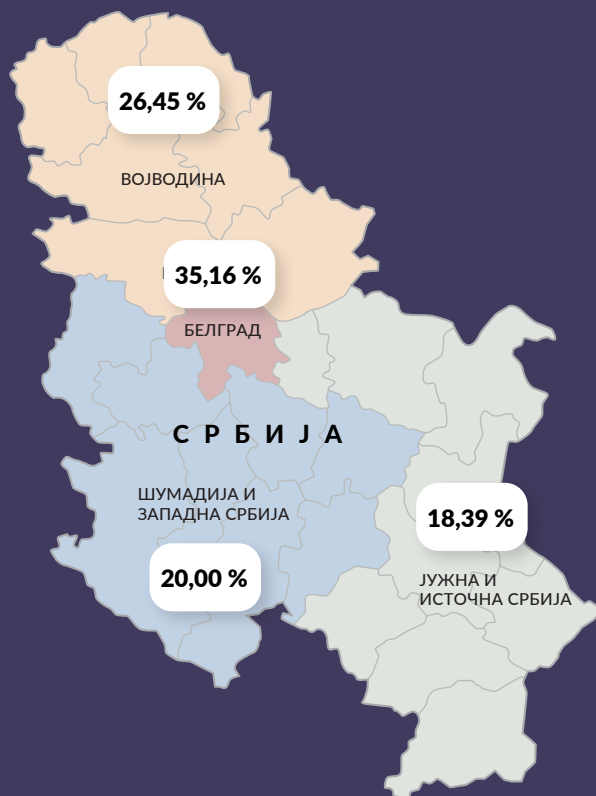 26,45 %
ВОЈВОДИНА
35,16 %
БЕЛГРАД
С Р Б И Ј А
ШУМАДИЈА И
ЗАПАДНА СРБИЈА
18,39 %
20,00 %
ЈУЖНА И
ИСТОЧНА СРБИЈА